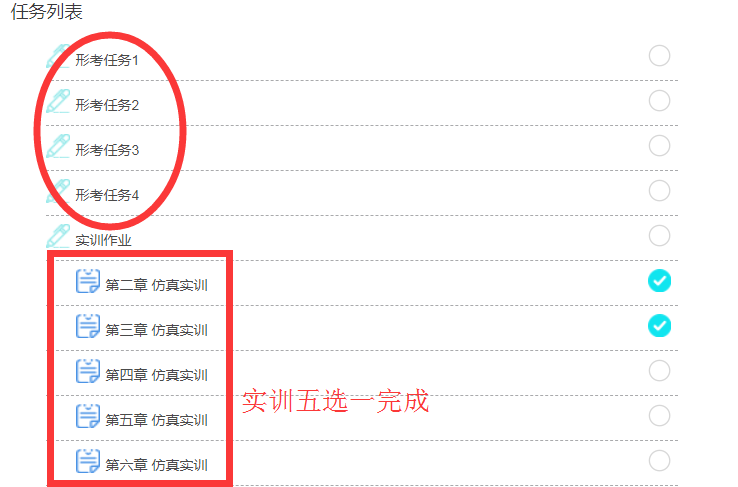 任务列表
形考任务1
形考任务2
形考任务3
形考任务4
实训作业
第二章 仿真实训
第三章 仿真实训
第四章 仿真实训
实训五选一完成
第五章 仿真实训
第六章 仿真实训